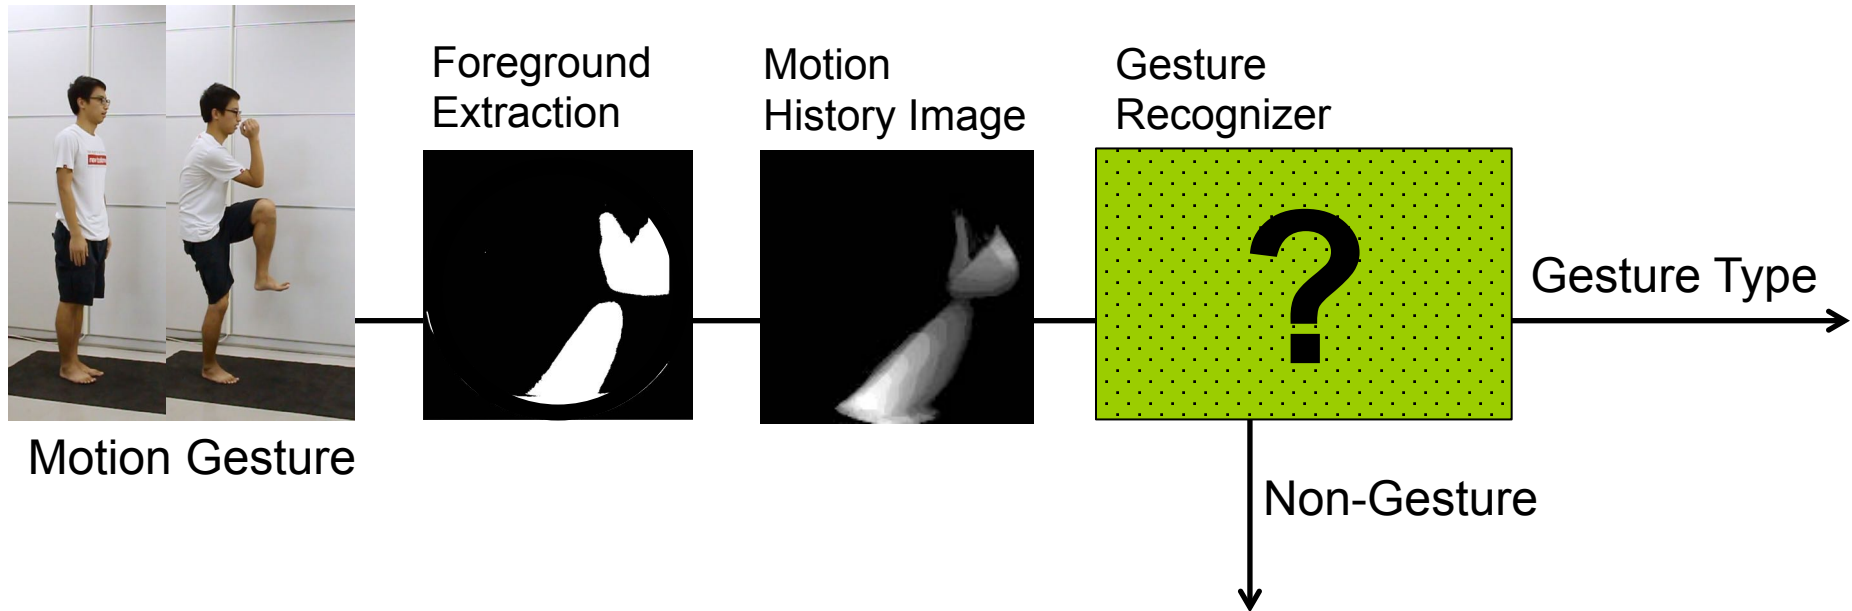 Foreground
Extraction
Motion
History Image
Gesture
Recognizer
?
Gesture Type
Motion Gesture
Non-Gesture